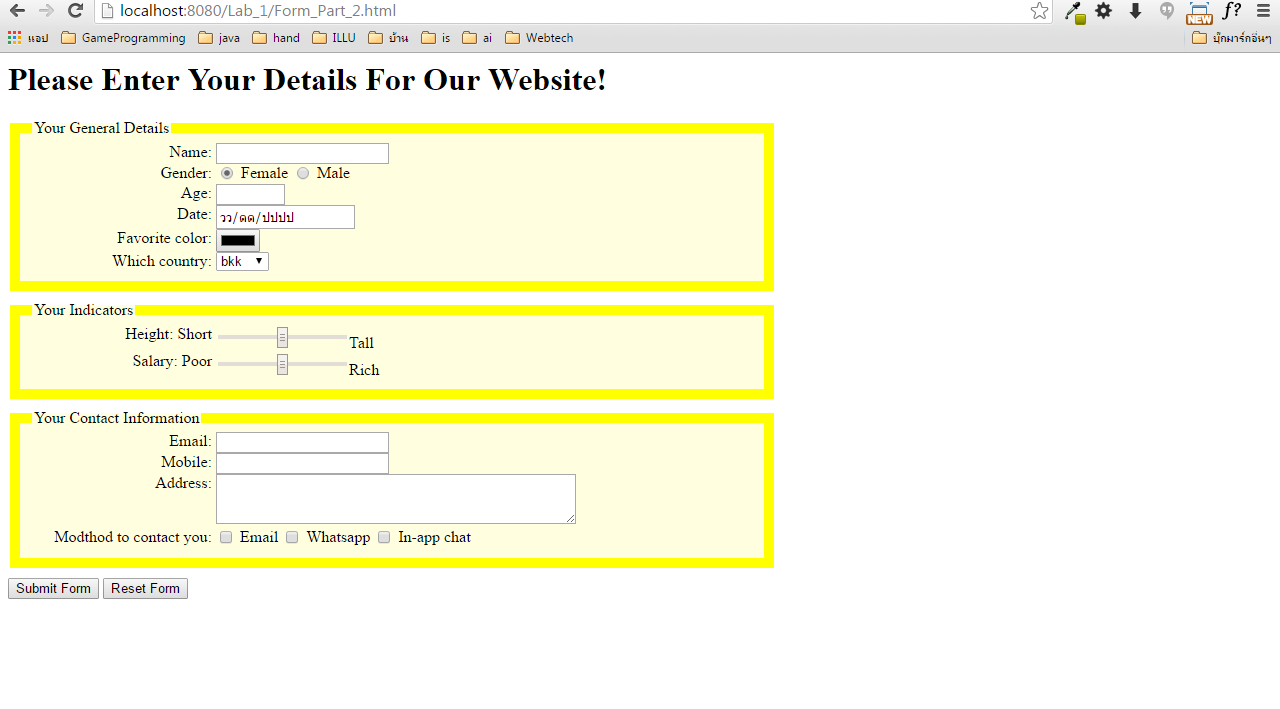 localhost:8080/Lab_1/Form_Part_2.html f?
NEW
แอป GameProgramming java hand ILLU บ้าน is ai Webtech บุ๊กมาร์กอื่นๆ
Please Enter Your Details For Our Website!
Your General Details
Name:
Gender: Female Male
Age:
Date: วว/ดด/ปปปป
Favorite color:
Which country: bkk
Your Indicators
Height: Short Tall
Salary: Poor Rich
Your Contact Information
Email:
Mobile:
Address:
Modthod to contact you: Email Whatsapp In-app chat
Submit Form Reset Form